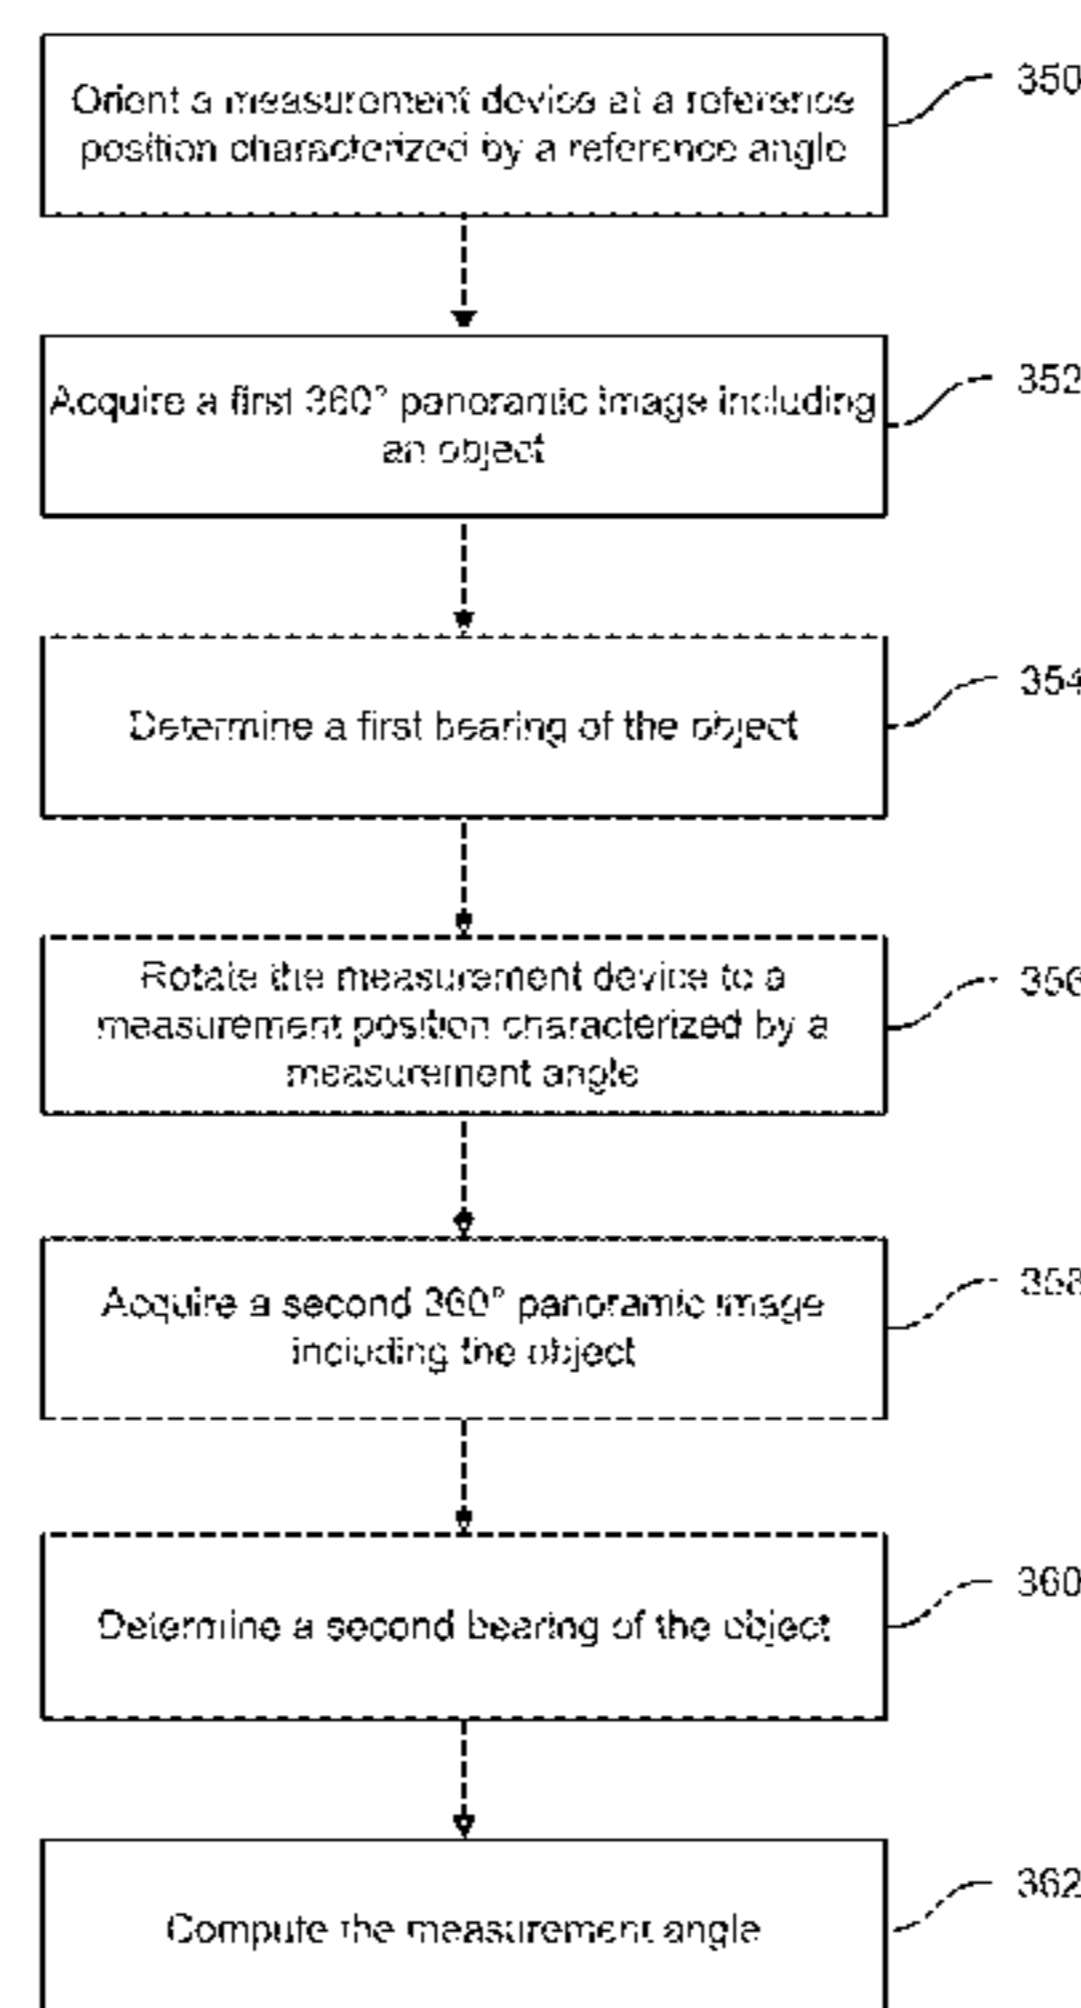 Orient a measurement device at a reference
position characterized by a reference angle
350
Acquire a first 360° panoramic image including
an object
352
Determine a first bearing of the object
354
Rotate the measurement device to a
measurement position characterized by a
measurement angle
356
Acquire a second 360° panoramic image
including the object
358
Determine a second bearing of the object
360
Compute the measurement angle
362